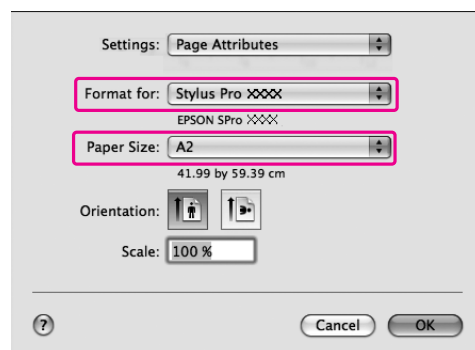 Settings: Page Attributes
Format for: Stylus Pro XXXX
EPSON SPro XXXX
Paper Size: A2
41.99 by 59.39 cm
Orientation:
Scale: 100 %
? Cancel OK